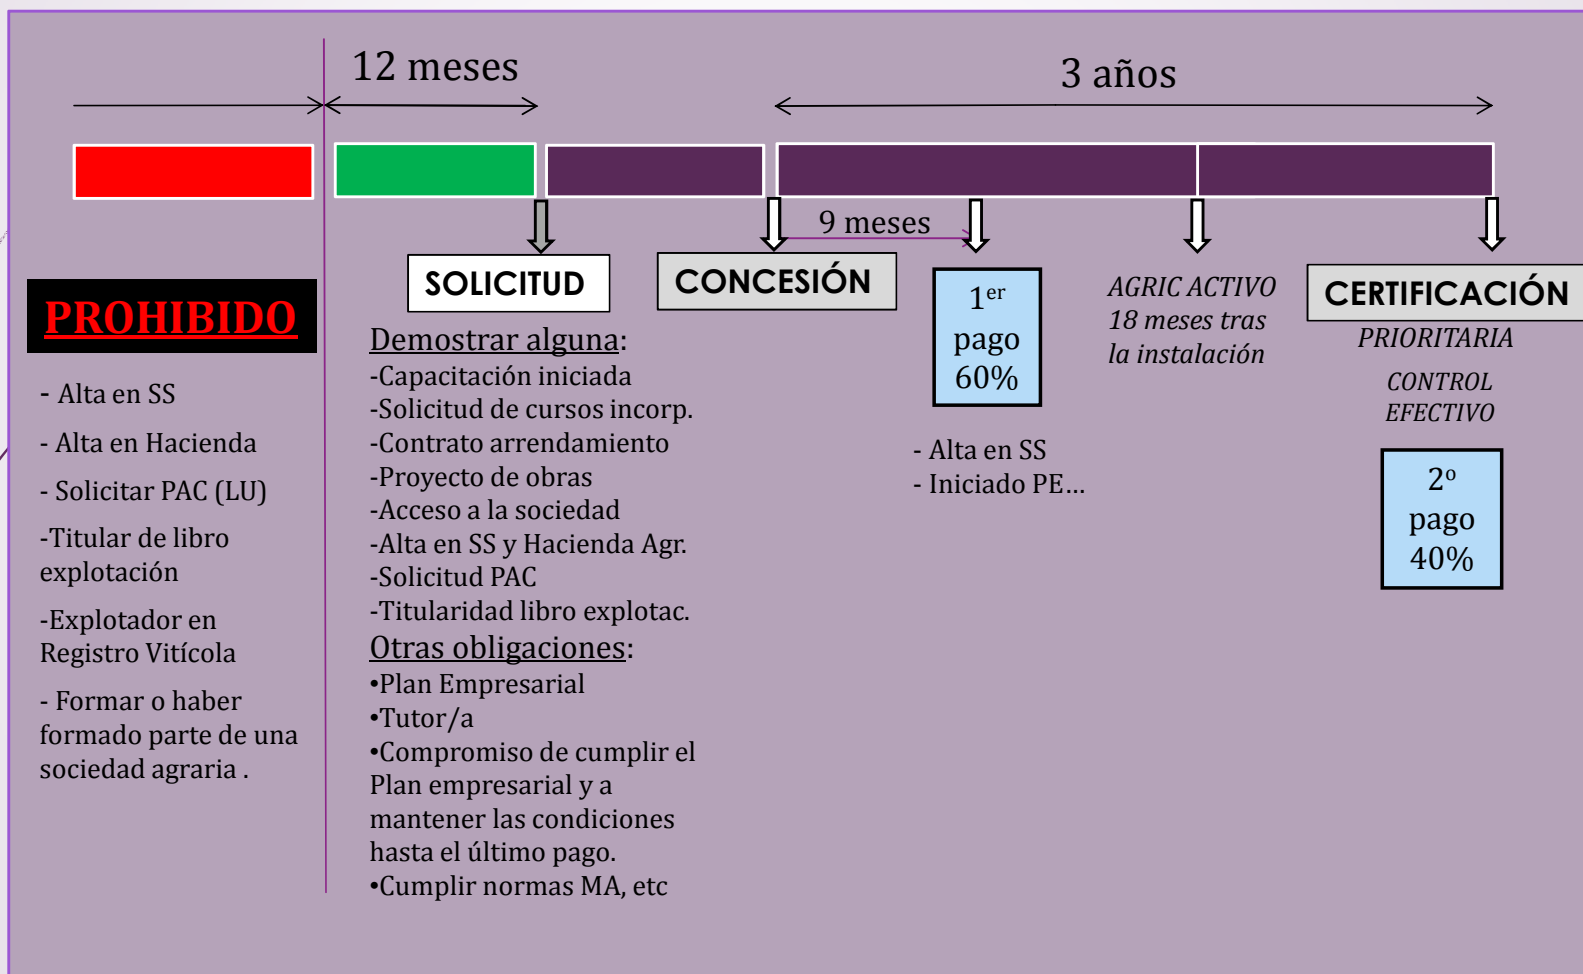 12 meses
3 años
9 meses
PROHIBIDO
- Alta en SS
- Alta en Hacienda
- Solicitar PAC (LU)
-Titular de libro
explotación
-Explotador en
Registro Vitícola
- Formar o haber
formado parte de una
sociedad agraria .
SOLICITUD
Demostrar alguna:
-Capacitación iniciada
-Solicitud de cursos incorp.
-Contrato arrendamiento
-Proyecto de obras
-Acceso a la sociedad
-Alta en SS y Hacienda Agr.
-Solicitud PAC
-Titularidad libro explotac.
Otras obligaciones:
•Plan Empresarial
•Tutor/a
•Compromiso de cumplir el
Plan empresarial y a
mantener las condiciones
hasta el último pago.
•Cumplir normas MA, etc
CONCESIÓN
1er
pago
60%
- Alta en SS
- Iniciado PE...
AGRIC ACTIVO
18 meses tras
la instalación
CERTIFICACIÓN
PRIORITARIA
CONTROL
EFECTIVO
2º
pago
40%